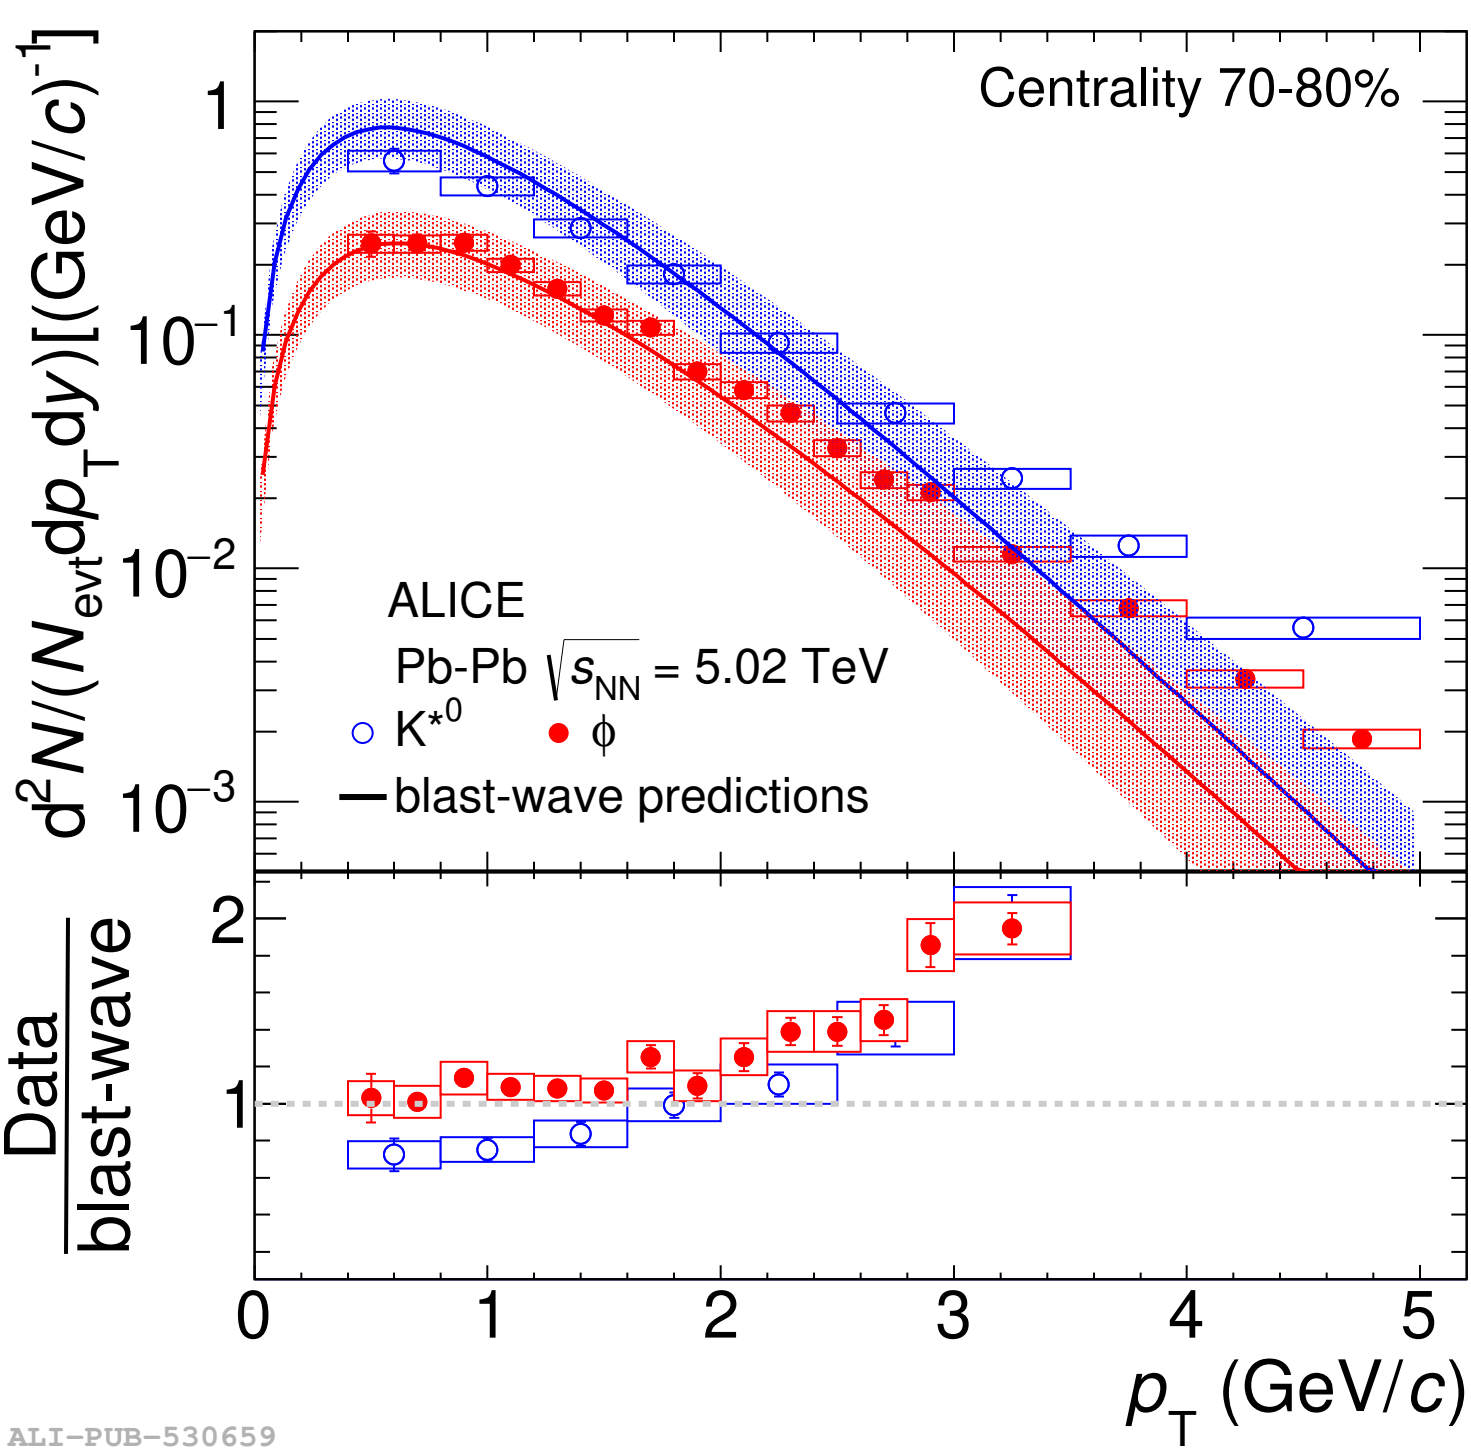 d²N/(N_evt dp_T dy)[(GeV/c)⁻¹]
Centrality 70-80%
1
10⁻¹
10⁻²
10⁻³
ALICE
Pb-Pb √s_NN = 5.02 TeV
K*⁰ ϕ
blast-wave predictions
Data
blast-wave
2
1
0 1 2 3 4 5
p_T (GeV/c)
ALI-PUB-530659